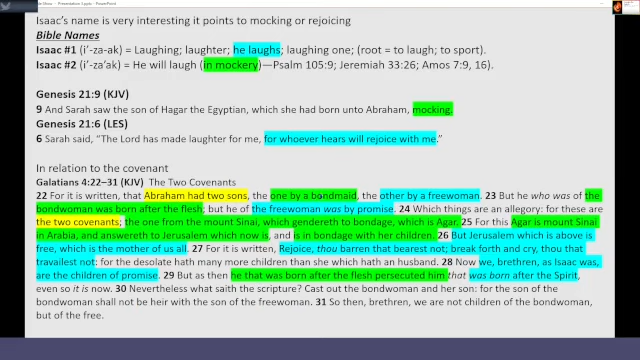 Presentation 3.pptx - PowerPoint
Isaac's name is very interesting it points to mocking or rejoicing
Bible Names
Isaac #1 (i'-za-ak) = Laughing; laughter; he laughs; laughing one; (root = to laugh; to sport).
Isaac #2 (i'-za'ak) = He will laugh (in mockery)—Psalm 105:9; Jeremiah 33:26; Amos 7:9, 16).
Genesis 21:9 (KJV)
9 And Sarah saw the son of Hagar the Egyptian, which she had born unto Abraham, mocking.
Genesis 21:6 (LES)
6 Sarah said, “The Lord has made laughter for me, for whoever hears will rejoice with me.”
In relation to the covenant
Galatians 4:22–31 (KJV) The Two Covenants
22 For it is written, that Abraham had two sons, the one by a bondmaid, the other by a freewoman. 23 But he who was of the
bondwoman was born after the flesh; but he of the freewoman was by promise. 24 Which things are an allegory: for these are
the two covenants; the one from the mount Sinai, which gendereth to bondage, which is Agar. 25 For this Agar is mount Sinai
in Arabia, and answereth to Jerusalem which now is, and is in bondage with her children. 26 But Jerusalem which is above is
free, which is the mother of us all. 27 For it is written, Rejoice, thou barren that bearest not; break forth and cry, thou that
travailest not: for the desolate hath many more children than she which hath an husband. 28 Now we, brethren, as Isaac was,
are the children of promise. 29 But as then he that was born after the flesh persecuted him that was born after the Spirit,
even so it is now. 30 Nevertheless what saith the scripture? Cast out the bondwoman and her son: for the son of the
bondwoman shall not be heir with the son of the freewoman. 31 So then, brethren, we are not children of the bondwoman,
but of the free.